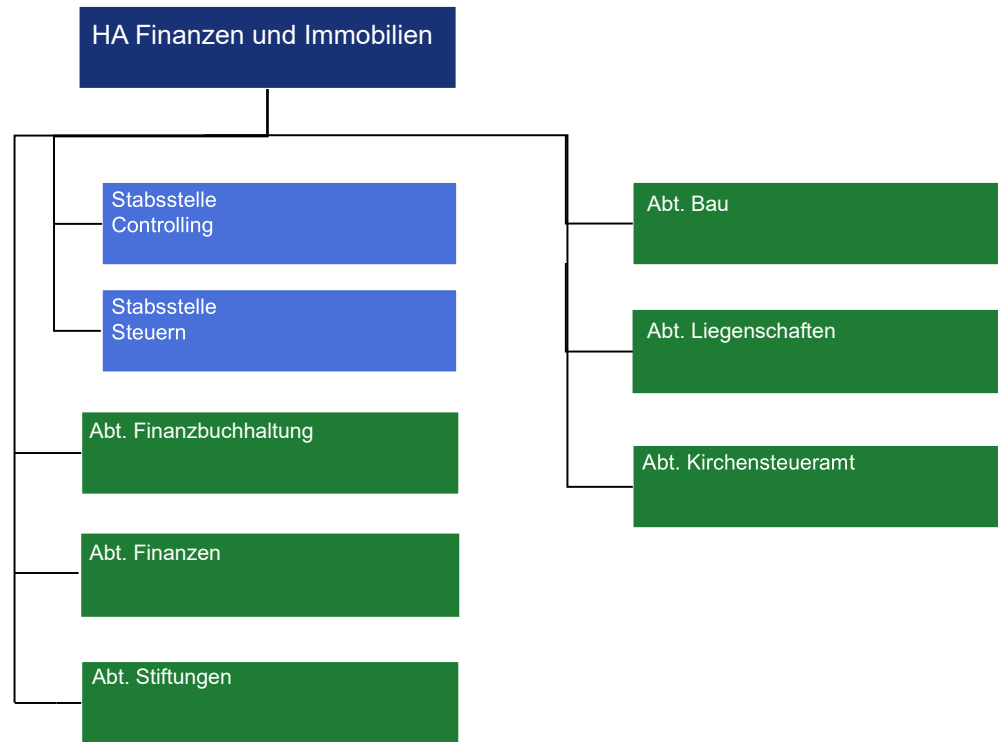 HA Finanzen und Immobilien
Stabsstelle
Controlling
Stabsstelle
Steuern
Abt. Finanzbuchhaltung
Abt. Finanzen
Abt. Stiftungen
Abt. Bau
Abt. Liegenschaften
Abt. Kirchensteueramt